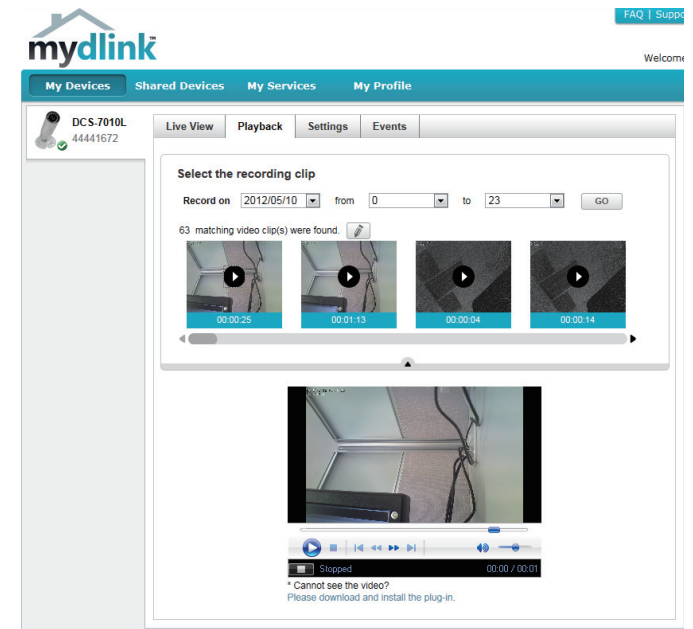 FAQ | Suppo
mydlink
Welcome
My Devices Shared Devices My Services My Profile
DCS-7010L
44441672
Live View Playback Settings Events
Select the recording clip
Record on 2012/05/10 from 0 to 23 GO
63 matching video clip(s) were found.
00:00:25 00:01:13 00:00:04 00:00:14
Stopped 00:00 / 00:01
* Cannot see the video?
Please download and install the plug-in.